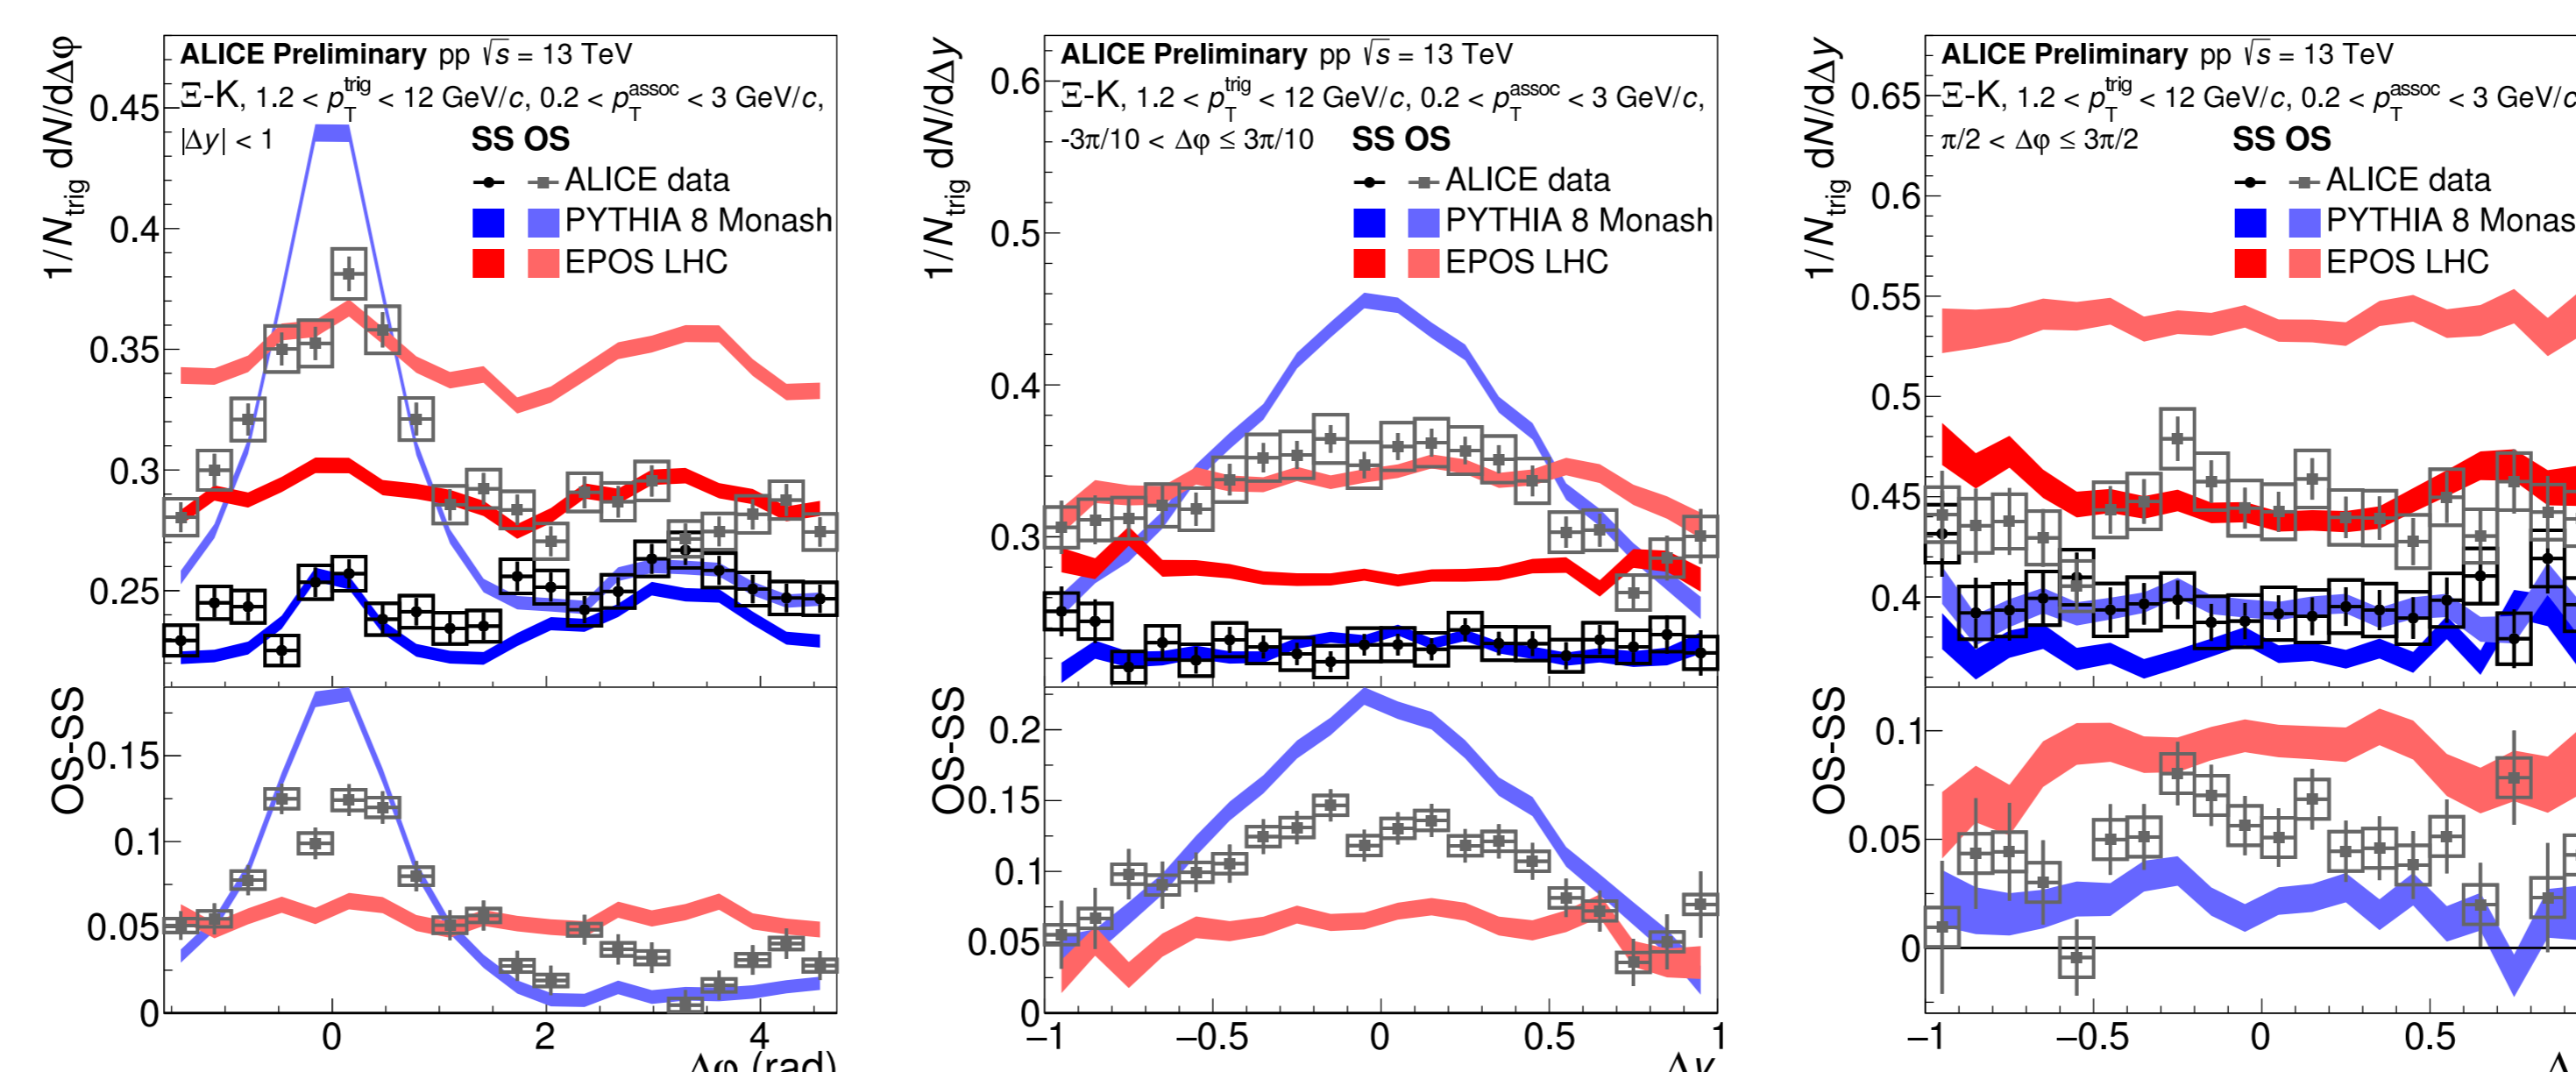 ALICE Preliminary pp √s = 13 TeV
Ξ-K, 1.2 < p_T^trig < 12 GeV/c, 0.2 < p_T^assoc < 3 GeV/c,
|Δy| < 1
SS OS
ALICE data
PYTHIA 8 Monash
EPOS LHC
1/N_trig dN/dΔφ
0.45
0.4
0.35
0.3
0.25
OS-SS
0.15
0.1
0.05
0
0 2 4
Δφ (rad)
ALICE Preliminary pp √s = 13 TeV
Ξ-K, 1.2 < p_T^trig < 12 GeV/c, 0.2 < p_T^assoc < 3 GeV/c,
-3π/10 < Δφ ≤ 3π/10
SS OS
ALICE data
PYTHIA 8 Monash
EPOS LHC
1/N_trig dN/dΔy
0.6
0.5
0.4
0.3
OS-SS
0.2
0.15
0.1
0.05
0
−1 −0.5 0 0.5 1
Δy
ALICE Preliminary pp √s = 13 TeV
Ξ-K, 1.2 < p_T^trig < 12 GeV/c, 0.2 < p_T^assoc < 3 GeV/c
π/2 < Δφ ≤ 3π/2
SS OS
ALICE data
PYTHIA 8 Monas
EPOS LHC
1/N_trig dN/dΔy
0.65
0.6
0.55
0.5
0.45
0.4
OS-SS
0.1
0.05
0
−1 −0.5 0 0.5
Δ